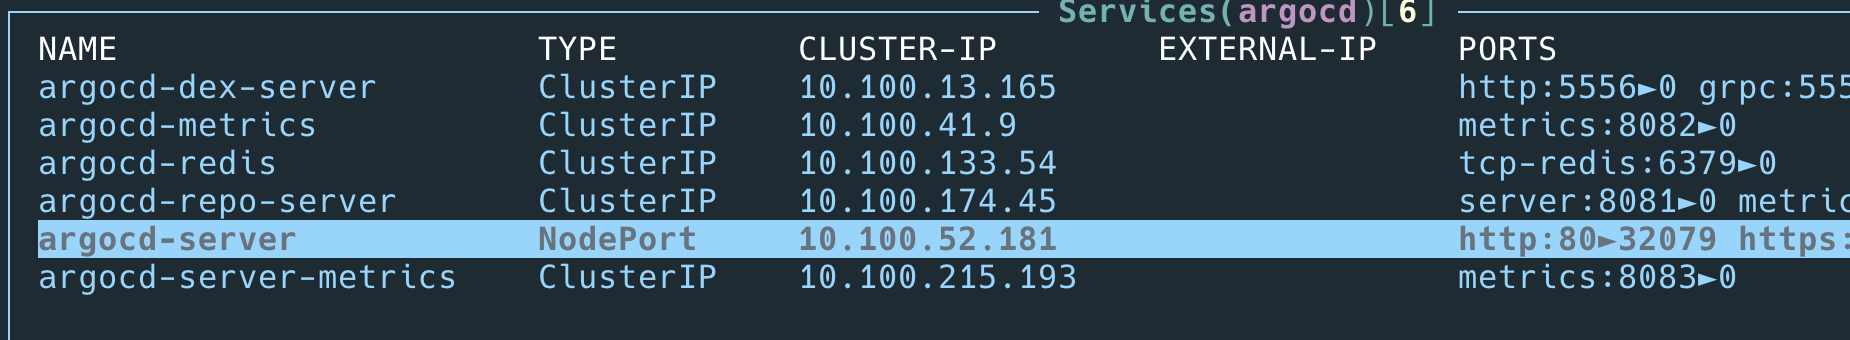 Services(argocd)[6]
NAME TYPE CLUSTER-IP EXTERNAL-IP PORTS
argocd-dex-server ClusterIP 10.100.13.165 http:5556►0 grpc:555
argocd-metrics ClusterIP 10.100.41.9 metrics:8082►0
argocd-redis ClusterIP 10.100.133.54 tcp-redis:6379►0
argocd-repo-server ClusterIP 10.100.174.45 server:8081►0 metric
argocd-server NodePort 10.100.52.181 http:80►32079 https:
argocd-server-metrics ClusterIP 10.100.215.193 metrics:8083►0